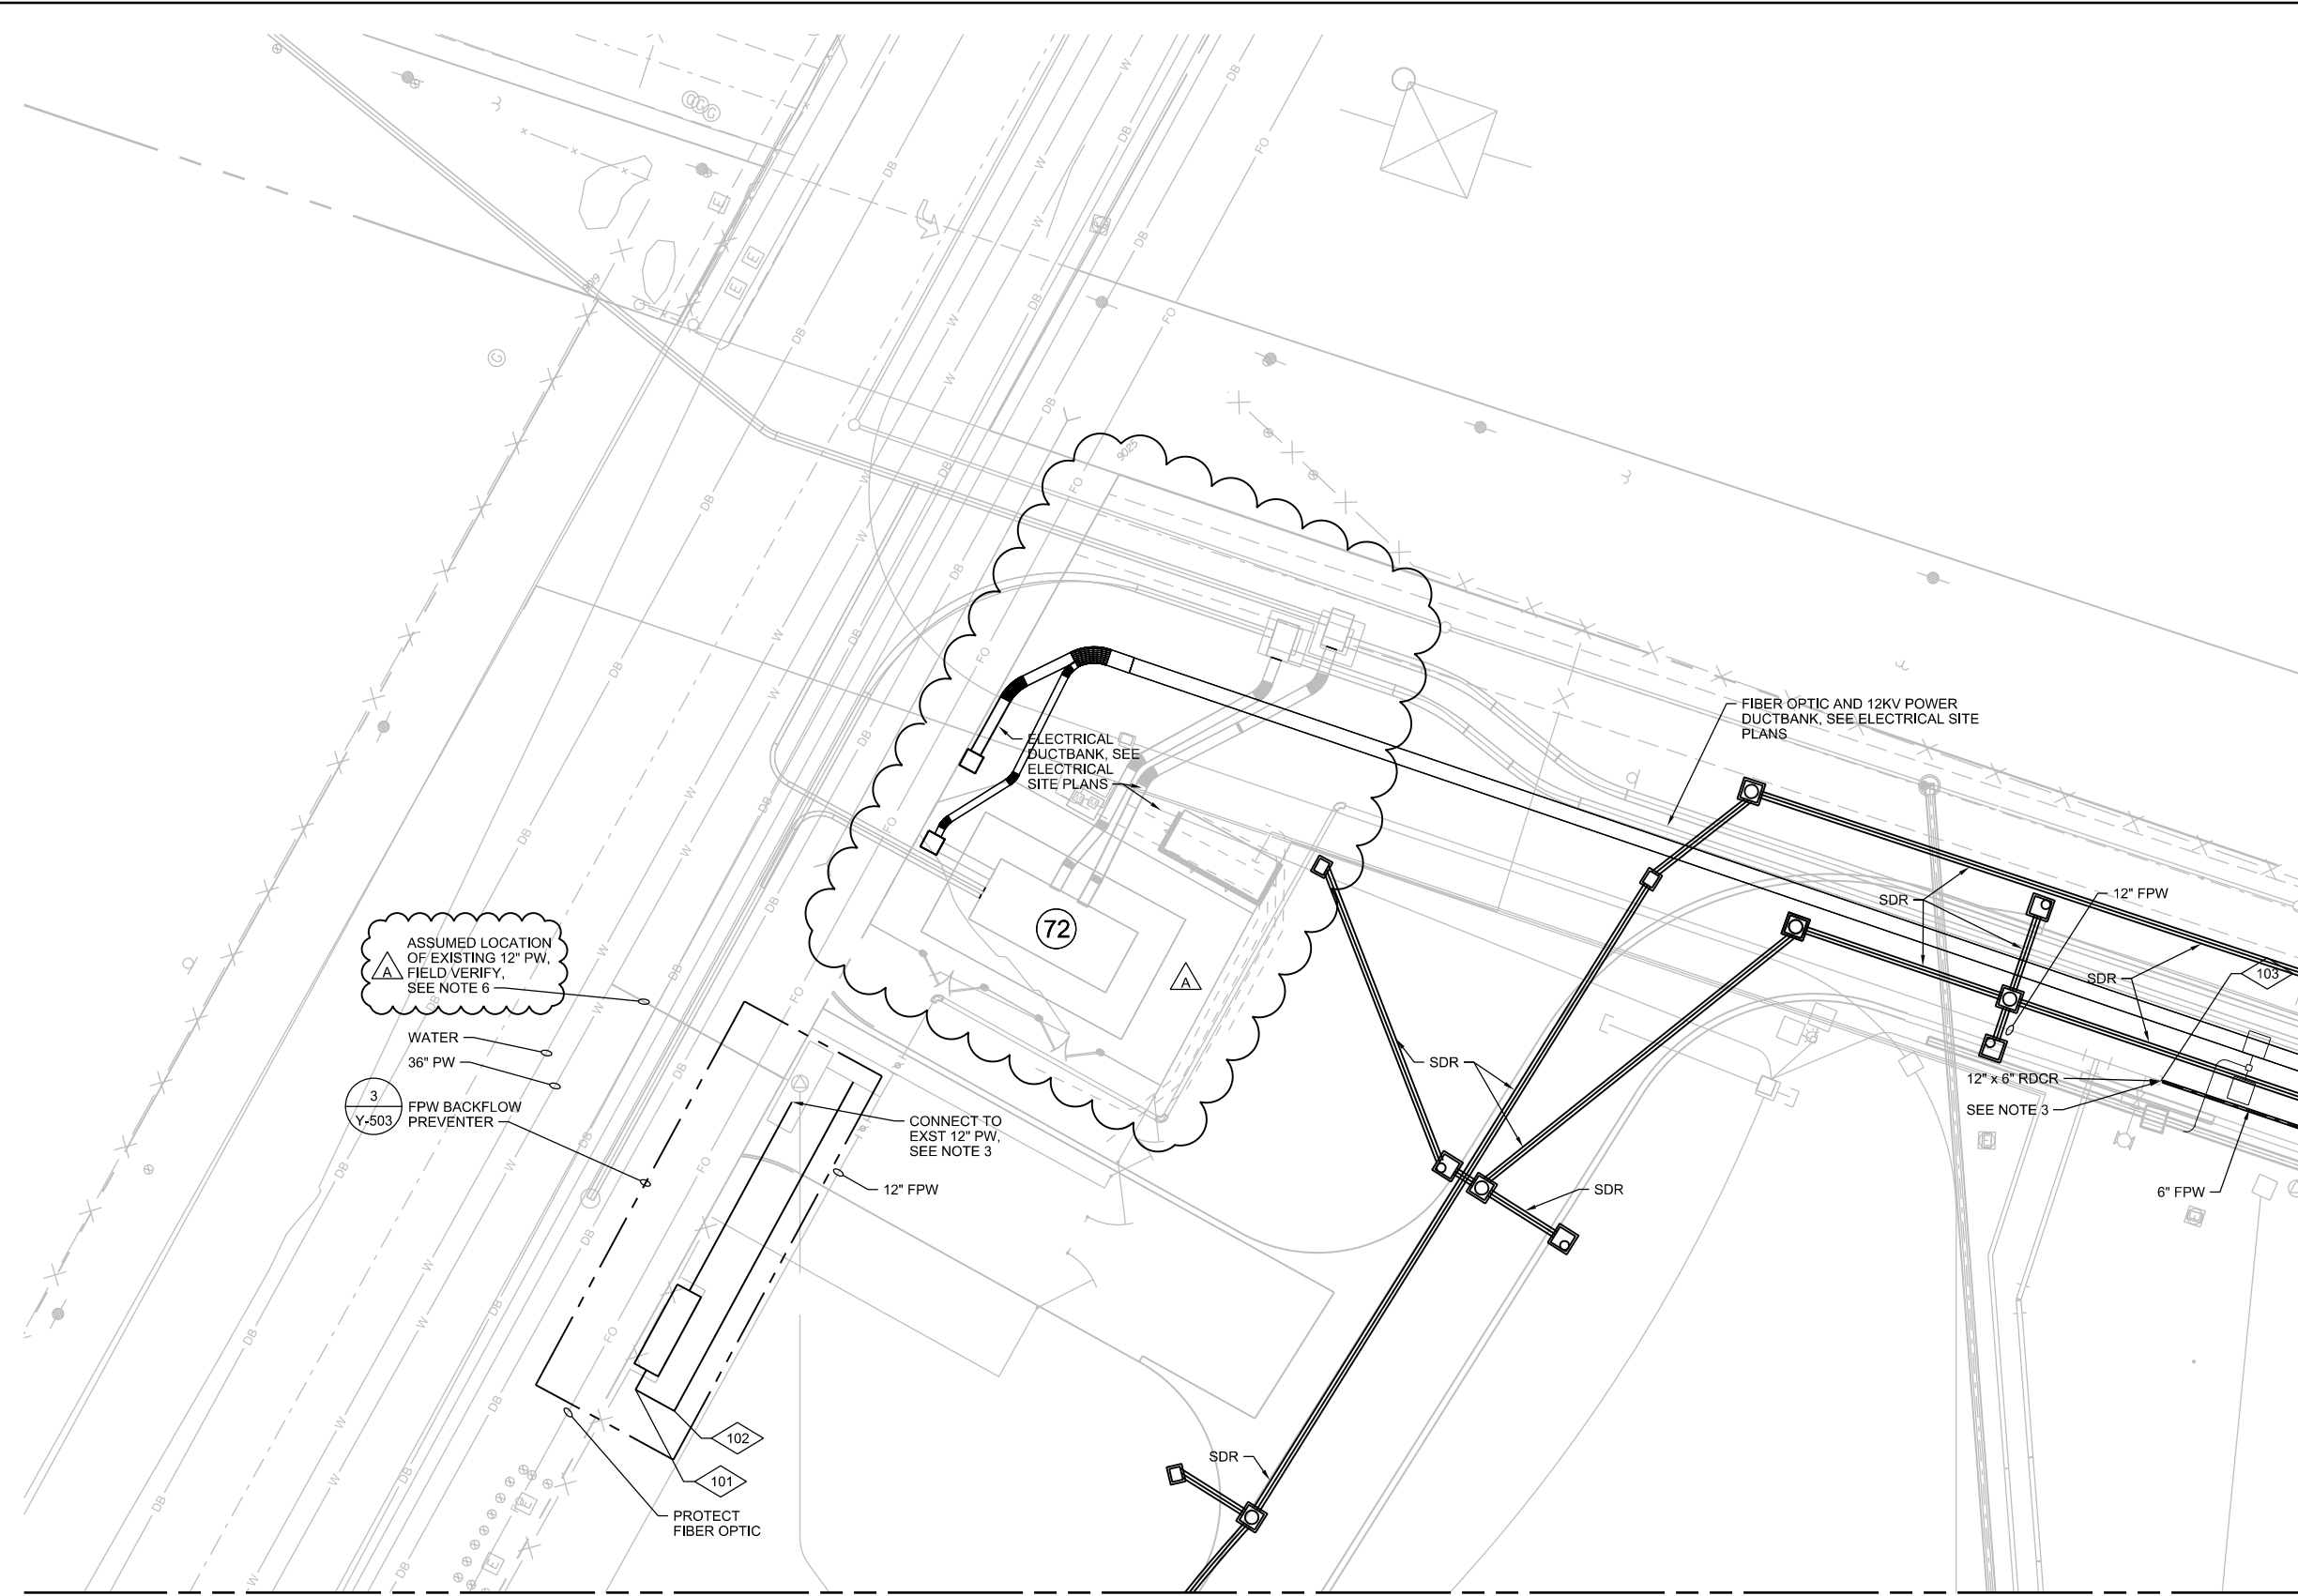 9025
ELECTRICAL
DUCTBANK, SEE
ELECTRICAL
SITE PLANS
FIBER OPTIC AND 12KV POWER
DUCTBANK, SEE ELECTRICAL SITE
PLANS
72
A
SDR
12" FPW
SDR
103
ASSUMED LOCATION
OF EXISTING 12" PW,
FIELD VERIFY,
SEE NOTE 6
A
WATER
36" PW
3
Y-503
FPW BACKFLOW
PREVENTER
CONNECT TO
EXST 12" PW,
SEE NOTE 3
12" FPW
SDR
SDR
12" x 6" RDCR
SEE NOTE 3
6" FPW
102
101
PROTECT
FIBER OPTIC
SDR
DB
W
FO
E
G